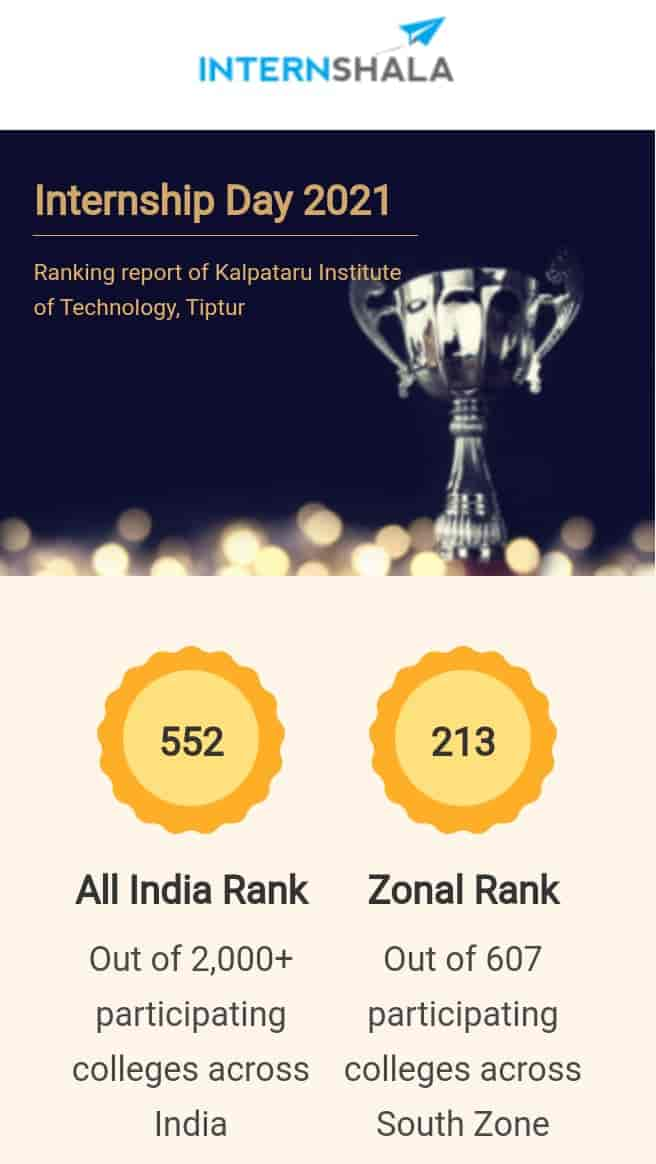 INTERNSHALA
Internship Day 2021
Ranking report of Kalpataru Institute
of Technology, Tiptur
552
213
All India Rank
Zonal Rank
Out of 2,000+
participating
colleges across
India
Out of 607
participating
colleges across
South Zone